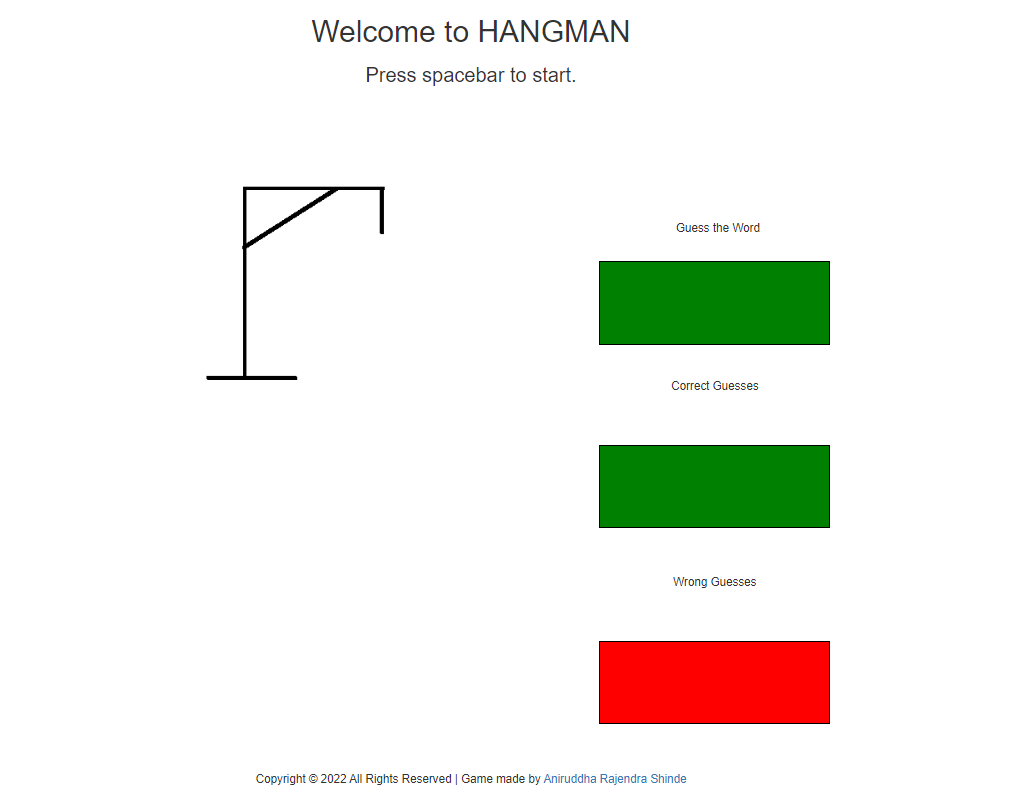 Welcome to HANGMAN
Press spacebar to start.
Guess the Word
Correct Guesses
Wrong Guesses
Copyright © 2022 All Rights Reserved | Game made by Aniruddha Rajendra Shinde